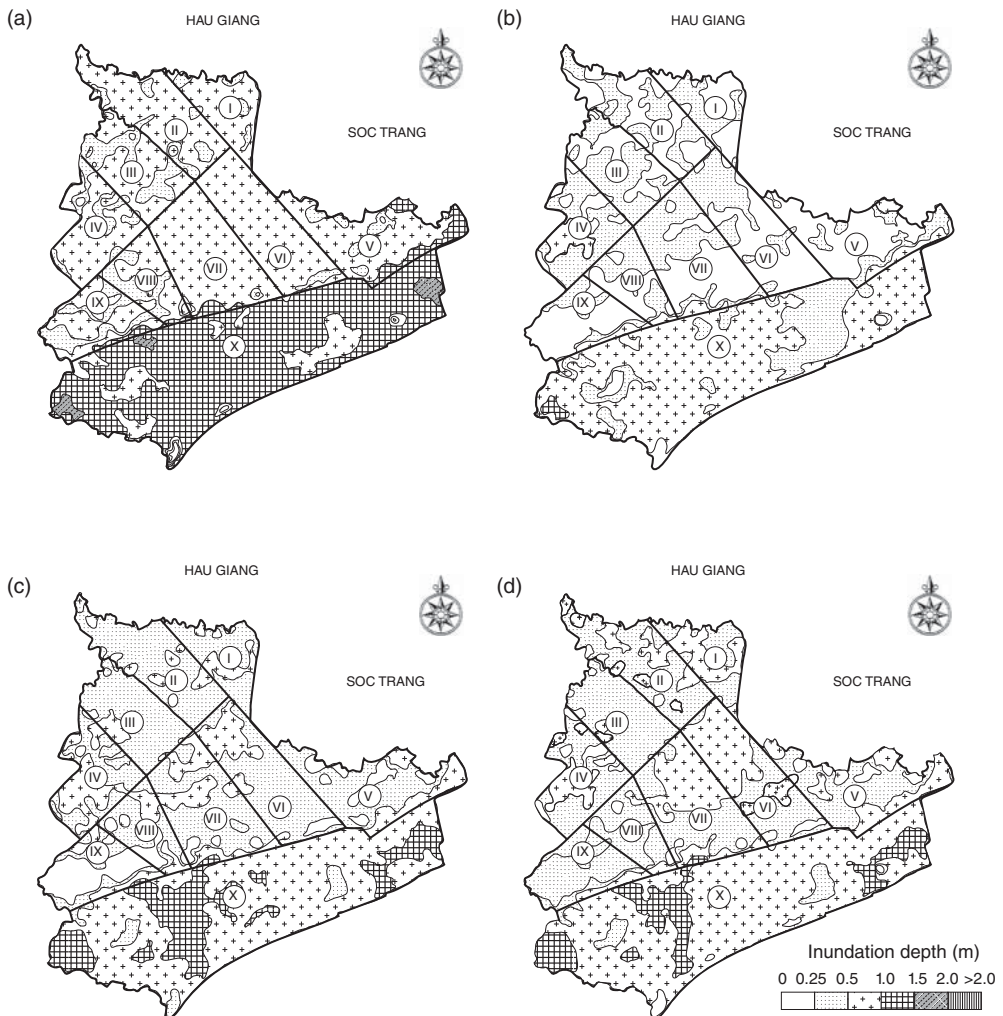 (a)
HAU GIANG
SOC TRANG
I
II
III
IV
V
VI
VII
VIII
IX
X
(b)
HAU GIANG
SOC TRANG
I
II
III
IV
V
VI
VII
VIII
IX
X
(c)
HAU GIANG
SOC TRANG
I
II
III
IV
V
VI
VII
VIII
IX
X
(d)
HAU GIANG
SOC TRANG
I
II
III
IV
V
VI
VII
VIII
IX
X
Inundation depth (m)
0 0.25 0.5 1.0 1.5 2.0 >2.0